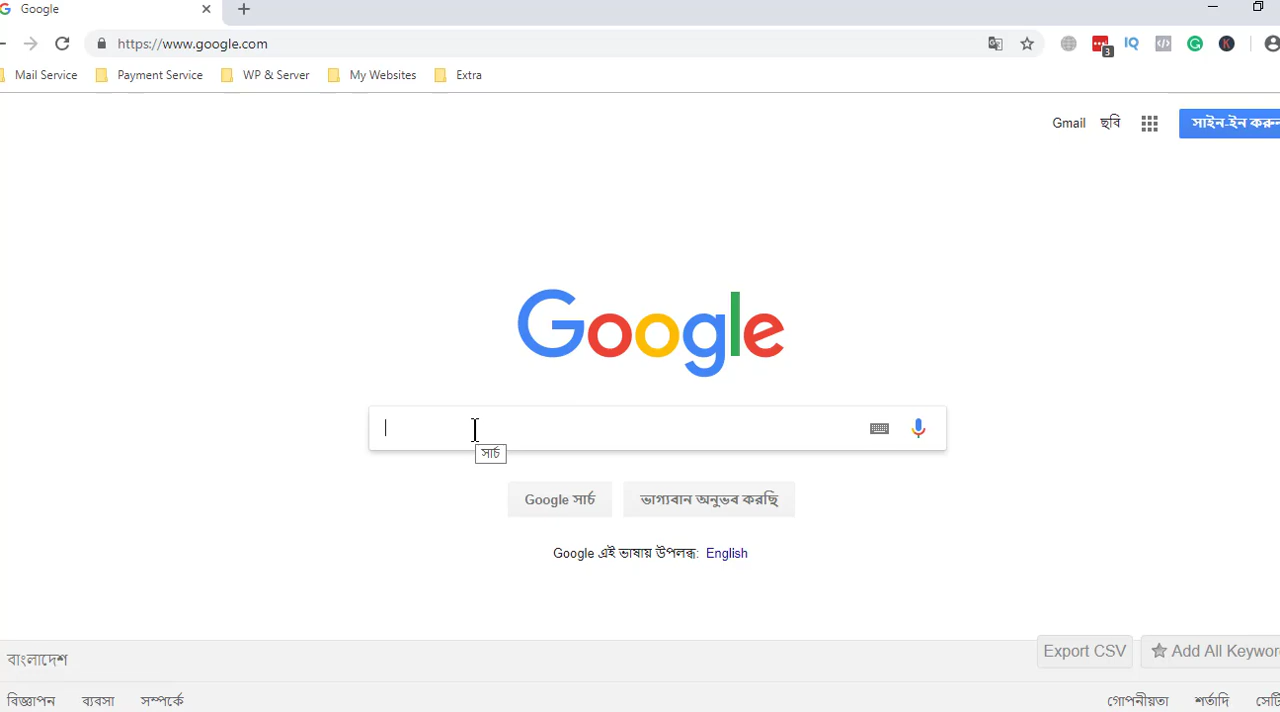 Google
https://www.google.com
3
Mail Service
Payment Service
WP & Server
My Websites
Extra
Gmail
ছবি
সাইন-ইন করুন
Google
সার্চ
Google সার্চ
ভাগ্যবান অনুভব করছি
Google এই ভাষায় উপলব্ধ: English
বাংলাদেশ
Export CSV
Add All Keywor
বিজ্ঞাপন
ব্যবসা
সম্পর্কে
গোপনীয়তা
শর্তাদি